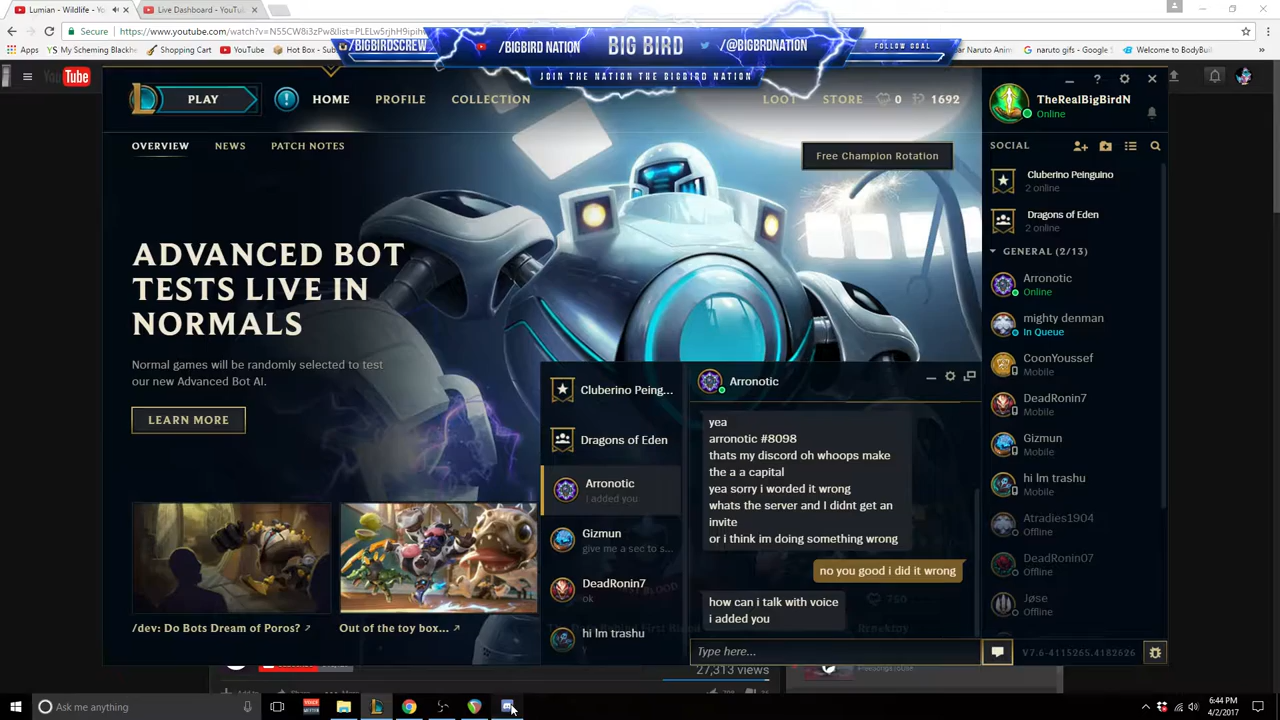 Lumian - Wildlife - Yo
Live Dashboard - YouTu
Secure
https://www.youtube.com/watch?v=N55CW8i3zPw&list=PLELw5rjhH9ipih
Apps
S My Scheming Blackb
Shopping Cart
YouTube
Hot Box - Sub
naruto gifs - Google S
Welcome to BodyBui
/BIGBIRDSCREW
/BIGBIRD NATION
BIG BIRD
/@BIGBRDNATION
FOLLOW GOAL
JOIN THE NATION THE BIGBIRD NATION
YouTube
PLAY
HOME
PROFILE
COLLECTION
LOOT
STORE
0
1692
TheRealBigBirdN
Online
OVERVIEW
NEWS
PATCH NOTES
Free Champion Rotation
SOCIAL
Cluberino Peinguino
2 online
Dragons of Eden
2 online
GENERAL (2/13)
Arronotic
Online
mighty denman
In Queue
CoonYoussef
Mobile
DeadRonin7
Mobile
Gizmun
Mobile
hi Im trashu
Mobile
Atradies1904
Offline
DeadRonin07
Offline
Jøse
Offline
ADVANCED BOT
TESTS LIVE IN
NORMALS
Normal games will be randomly selected to test
our new Advanced Bot AI.
LEARN MORE
/dev: Do Bots Dream of Poros?
Out of the toy box...
Cluberino Peing...
Dragons of Eden
Arronotic
i added you
Gizmun
give me a sec to s...
DeadRonin7
ok
hi Im trashu
Arronotic
yea
arronotic #8098
thats my discord oh whoops make
the a a capital
yea sorry i worded it wrong
whats the server and I didnt get an
invite
or i think im doing something wrong
no you good i did it wrong
how can i talk with voice
i added you
Type here...
V7.6-4115265.4182626
27,313 views
Ask me anything
6:44 PM
4/2/2017